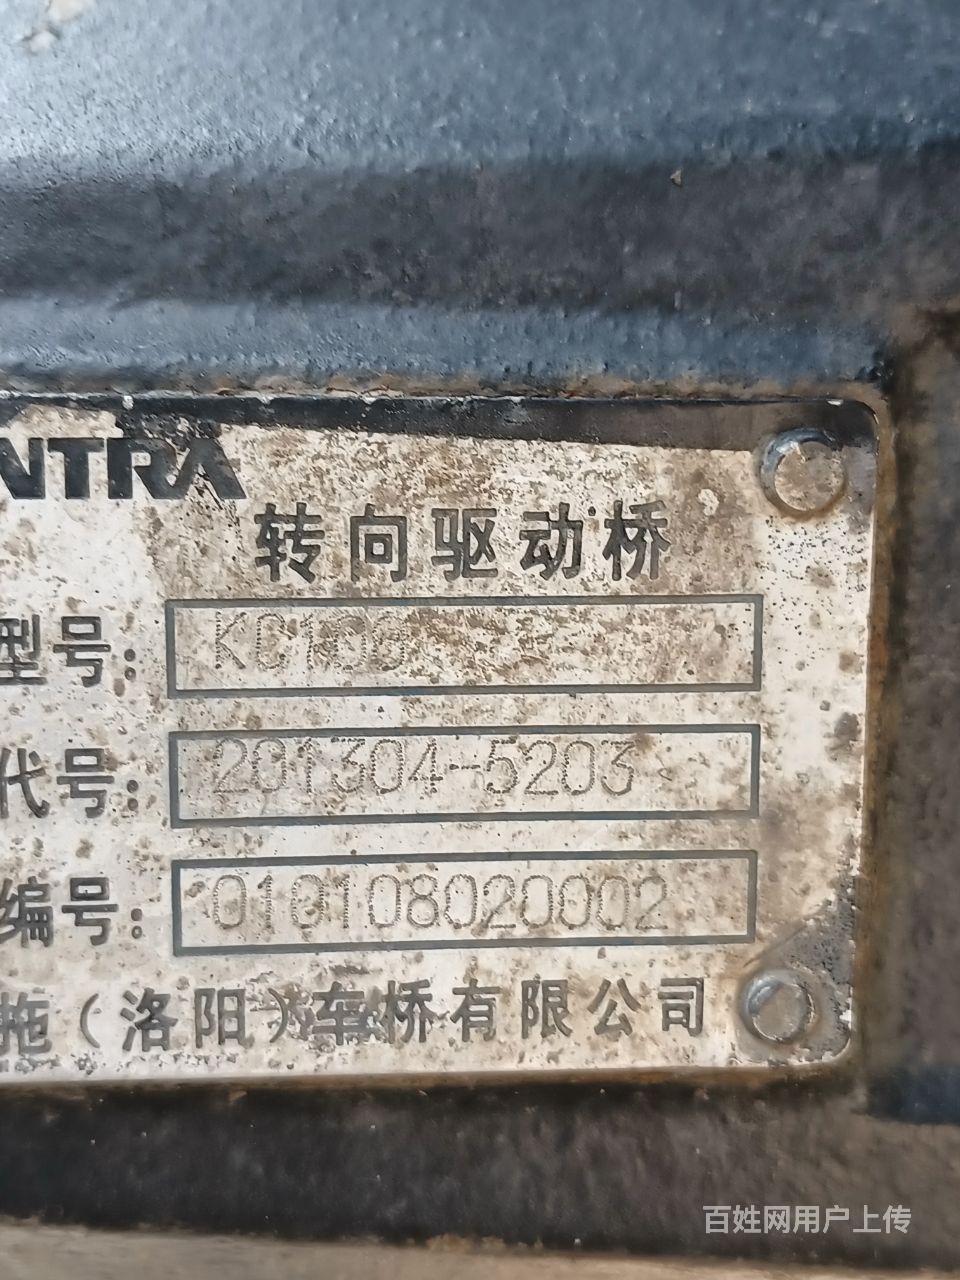 NTRA
转向驱动桥
型号:
代号: 201304-5203
编号: 010108020002
拖(洛阳)车桥有限公司
百姓网用户上传